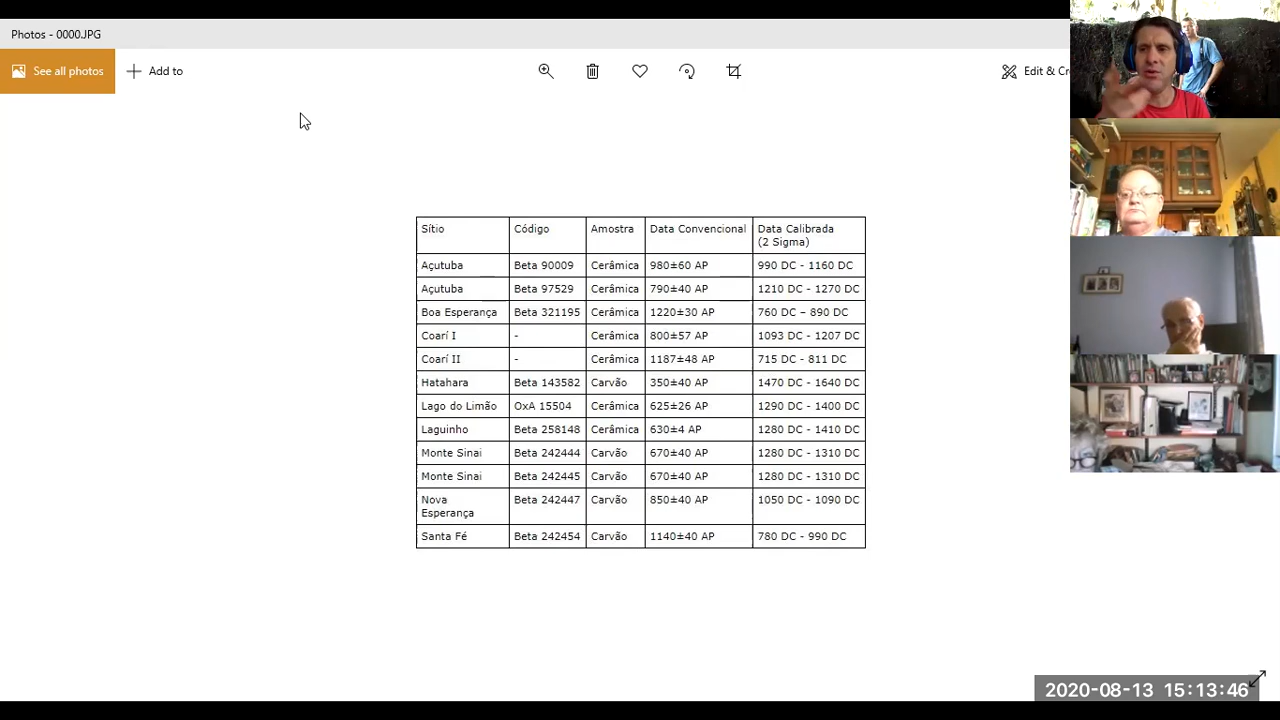 Photos - 0000.JPG
See all photos
Add to
Edit & Cr
Sítio Código Amostra Data Convencional Data Calibrada (2 Sigma)
Açutuba Beta 90009 Cerâmica 980±60 AP 990 DC - 1160 DC
Açutuba Beta 97529 Cerâmica 790±40 AP 1210 DC - 1270 DC
Boa Esperança Beta 321195 Cerâmica 1220±30 AP 760 DC – 890 DC
Coarí I - Cerâmica 800±57 AP 1093 DC - 1207 DC
Coarí II - Cerâmica 1187±48 AP 715 DC - 811 DC
Hatahara Beta 143582 Carvão 350±40 AP 1470 DC - 1640 DC
Lago do Limão OxA 15504 Cerâmica 625±26 AP 1290 DC - 1400 DC
Laguinho Beta 258148 Cerâmica 630±4 AP 1280 DC - 1410 DC
Monte Sinai Beta 242444 Carvão 670±40 AP 1280 DC - 1310 DC
Monte Sinai Beta 242445 Carvão 670±40 AP 1280 DC - 1310 DC
Nova Esperança Beta 242447 Carvão 850±40 AP 1050 DC - 1090 DC
Santa Fé Beta 242454 Carvão 1140±40 AP 780 DC - 990 DC
2020-08-13 15:13:46